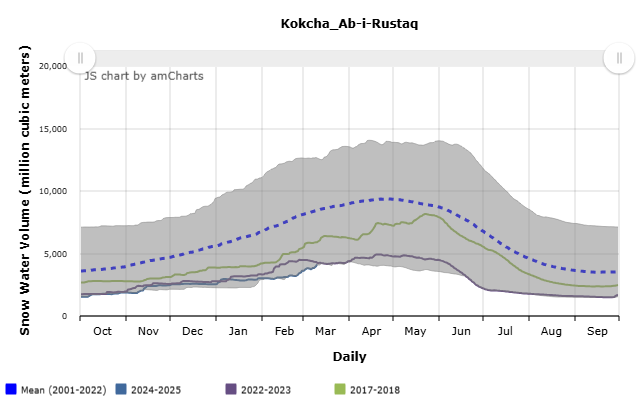 Kokcha_Ab-i-Rustaq
JS chart by amCharts
Snow Water Volume (million cubic meters)
20,000
15,000
10,000
5,000
0
Oct Nov Dec Jan Feb Mar Apr May Jun Jul Aug Sep
Daily
Mean (2001-2022) 2024-2025 2022-2023 2017-2018